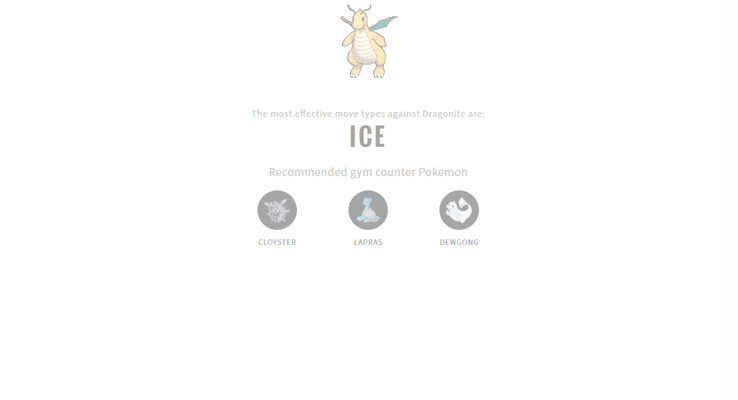 The most effective move types against Dragonite are:
ICE
Recommended gym counter Pokemon
CLOYSTER LAPRAS DEWGONG